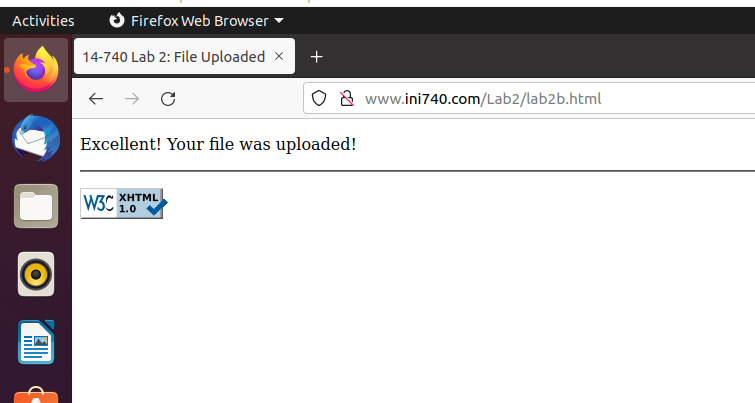 Activities
Firefox Web Browser
14-740 Lab 2: File Uploaded
www.ini740.com/Lab2/lab2b.html
Excellent! Your file was uploaded!
W3C XHTML
1.0